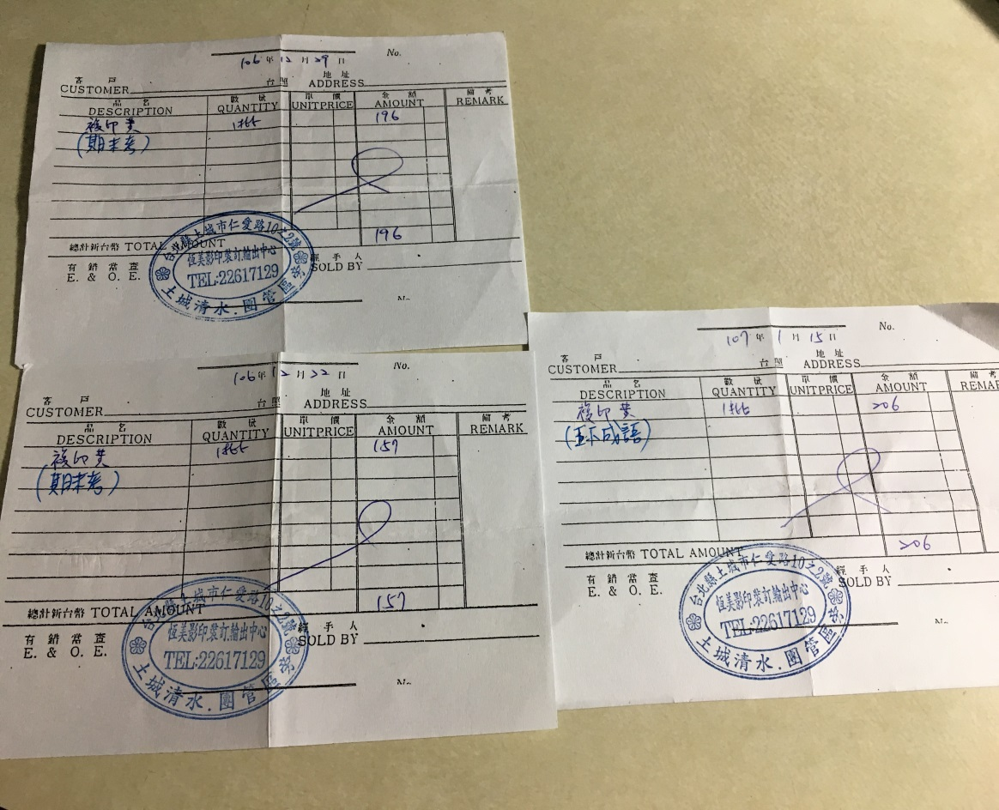 No.
106年12月29日
客戶 台照 地址
CUSTOMER ADDRESS
品名 數量 單價 金額 備考
DESCRIPTION QUANTITY UNITPRICE AMOUNT REMARK
複印費 1批 196
(期末考)
196
總計新台幣 TOTAL AMOUNT
有錯當查 經手人
E. & O. E. SOLD BY
台北縣土城市仁愛路10之2號
恆美影印裝訂輸出中心
TEL:22617129
土城清水.團管區旁
No.
No.
106年12月22日
客戶 台照 地址
CUSTOMER ADDRESS
品名 數量 單價 金額 備考
DESCRIPTION QUANTITY UNITPRICE AMOUNT REMARK
複印費 1批 157
(期末考)
157
總計新台幣 TOTAL AMOUNT
有錯當查 經手人
E. & O. E. SOLD BY
土城市仁愛路10之2號
恆美影印裝訂輸出中心
TEL:22617129
土城清水.團管區旁
No.
No.
107年1月15日
客戶 台照 地址
CUSTOMER ADDRESS
品名 數量 單價 金額 備考
DESCRIPTION QUANTITY UNITPRICE AMOUNT REMAR
複印費 1批 206
成語)
206
總計新台幣 TOTAL AMOUNT
有錯當查 經手人
E. & O. E. SOLD BY
台北縣土城市仁愛路10之2號
恆美影印裝訂輸出中心
TEL:22617129
土城清水.團管區旁
No.